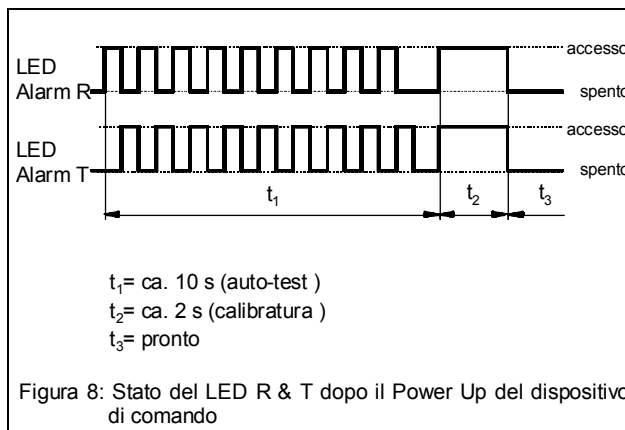 LED
Alarm R
accesso
spento
LED
Alarm T
accesso
spento
t₁
t₂
t₃
t₁= ca. 10 s (auto-test )
t₂= ca. 2 s (calibratura )
t₃= pronto
Figura 8: Stato del LED R & T dopo il Power Up del dispositivo
di comando